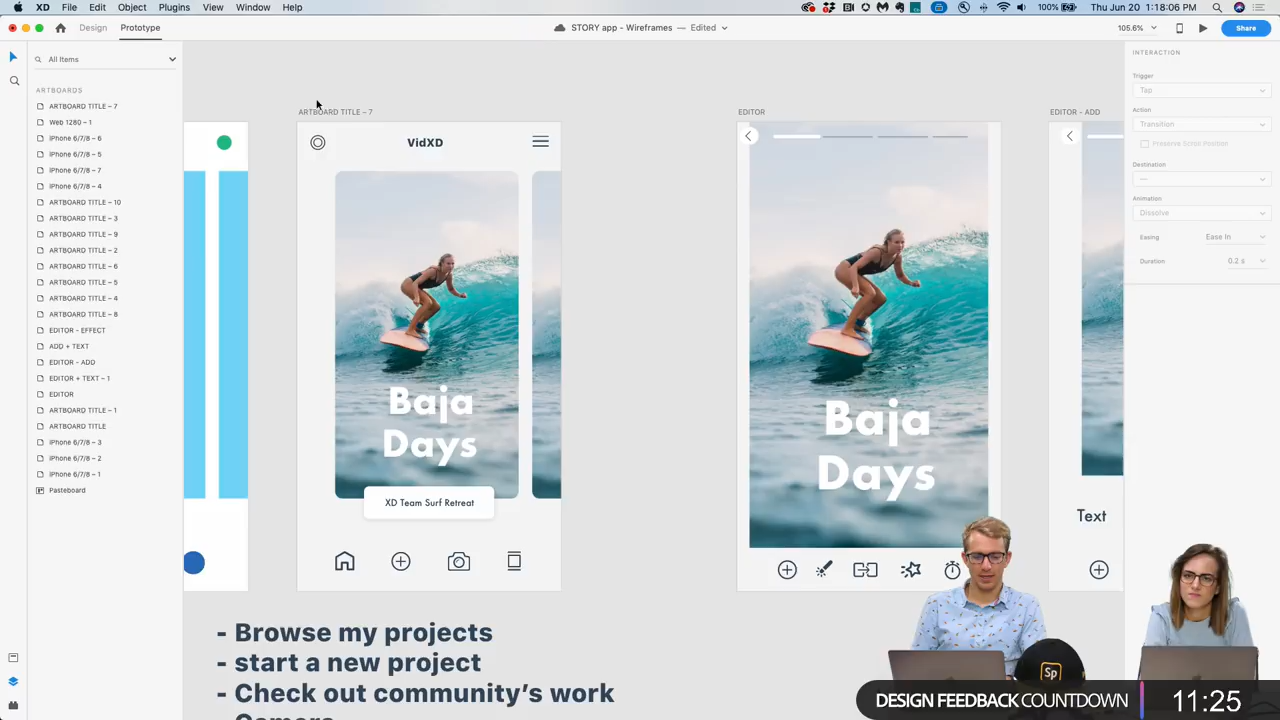 XD File Edit Object Plugins View Window Help 100% Thu Jun 20 1:18:06 PM
Design Prototype STORY app - Wireframes — Edited 105.6% Share
All Items
ARTBOARDS
ARTBOARD TITLE – 7
Web 1280 – 1
iPhone 6/7/8 – 6
iPhone 6/7/8 – 5
iPhone 6/7/8 – 7
iPhone 6/7/8 – 4
ARTBOARD TITLE – 10
ARTBOARD TITLE – 3
ARTBOARD TITLE – 9
ARTBOARD TITLE – 2
ARTBOARD TITLE – 6
ARTBOARD TITLE – 5
ARTBOARD TITLE – 4
ARTBOARD TITLE – 8
EDITOR - EFFECT
ADD + TEXT
EDITOR - ADD
EDITOR + TEXT – 1
EDITOR
ARTBOARD TITLE – 1
ARTBOARD TITLE
iPhone 6/7/8 – 3
iPhone 6/7/8 – 2
iPhone 6/7/8 – 1
Pasteboard
ARTBOARD TITLE – 7
VidXD
Baja
Days
XD Team Surf Retreat
- Browse my projects
- start a new project
- Check out community's work
- Camera
EDITOR
Baja
Days
EDITOR - ADD
Text
INTERACTION
Trigger
Tap
Action
Transition
Preserve Scroll Position
Destination
—
Animation:
Dissolve
Easing Ease In
Duration 0.2 s
Sp
DESIGN FEEDBACK COUNTDOWN 11:25